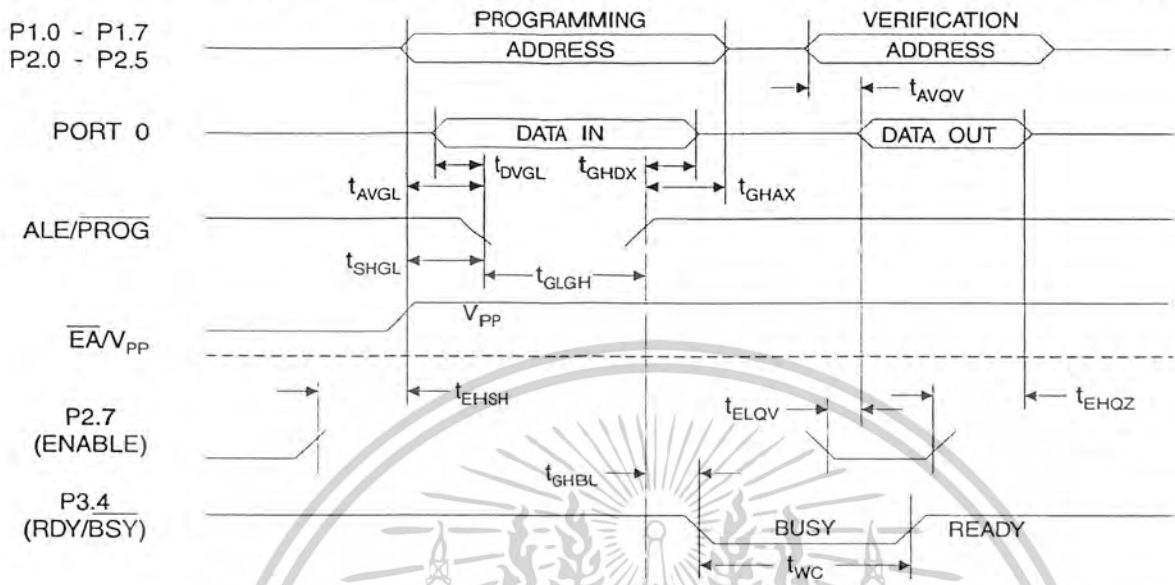 PROGRAMMING VERIFICATION
P1.0 - P1.7
P2.0 - P2.5
ADDRESS ADDRESS
tAVQV
PORT 0 DATA IN DATA OUT
tDVGL tGHDX
tAVGL tGHAX
ALE/PROG
tSHGL tGLGH
VPP
EA/VPP
tEHSH tELQV tEHQZ
P2.7
(ENABLE)
tGHBL
P3.4
(RDY/BSY) BUSY READY
tWC